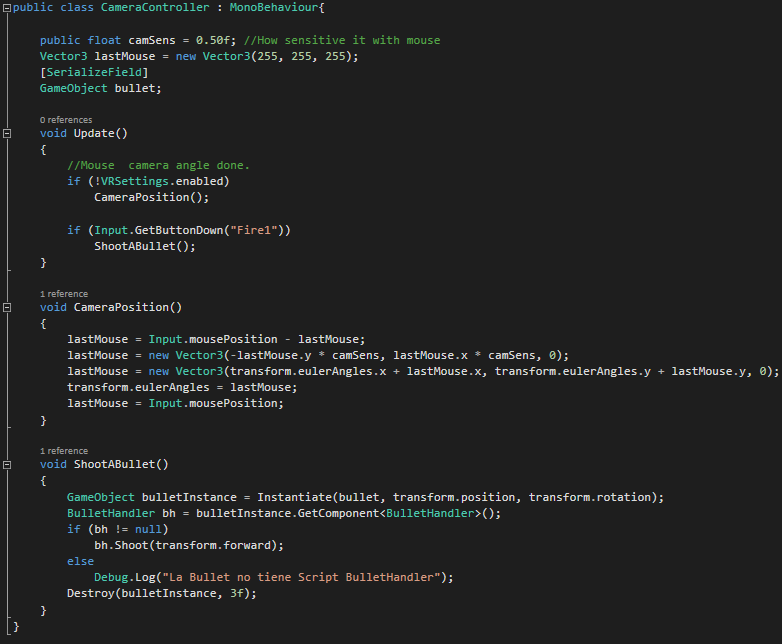 public class CameraController : MonoBehaviour{
public float camSens = 0.50f; //How sensitive it with mouse
Vector3 lastMouse = new Vector3(255, 255, 255);
[SerializeField]
GameObject bullet;
0 references
void Update()
{
//Mouse  camera angle done.
if (!VRSettings.enabled)
CameraPosition();
if (Input.GetButtonDown("Fire1"))
ShootABullet();
}
1 reference
void CameraPosition()
{
lastMouse = Input.mousePosition - lastMouse;
lastMouse = new Vector3(-lastMouse.y * camSens, lastMouse.x * camSens, 0);
lastMouse = new Vector3(transform.eulerAngles.x + lastMouse.x, transform.eulerAngles.y + lastMouse.y, 0);
transform.eulerAngles = lastMouse;
lastMouse = Input.mousePosition;
}
1 reference
void ShootABullet()
{
GameObject bulletInstance = Instantiate(bullet, transform.position, transform.rotation);
BulletHandler bh = bulletInstance.GetComponent<BulletHandler>();
if (bh != null)
bh.Shoot(transform.forward);
else
Debug.Log("La Bullet no tiene Script BulletHandler");
Destroy(bulletInstance, 3f);
}
}